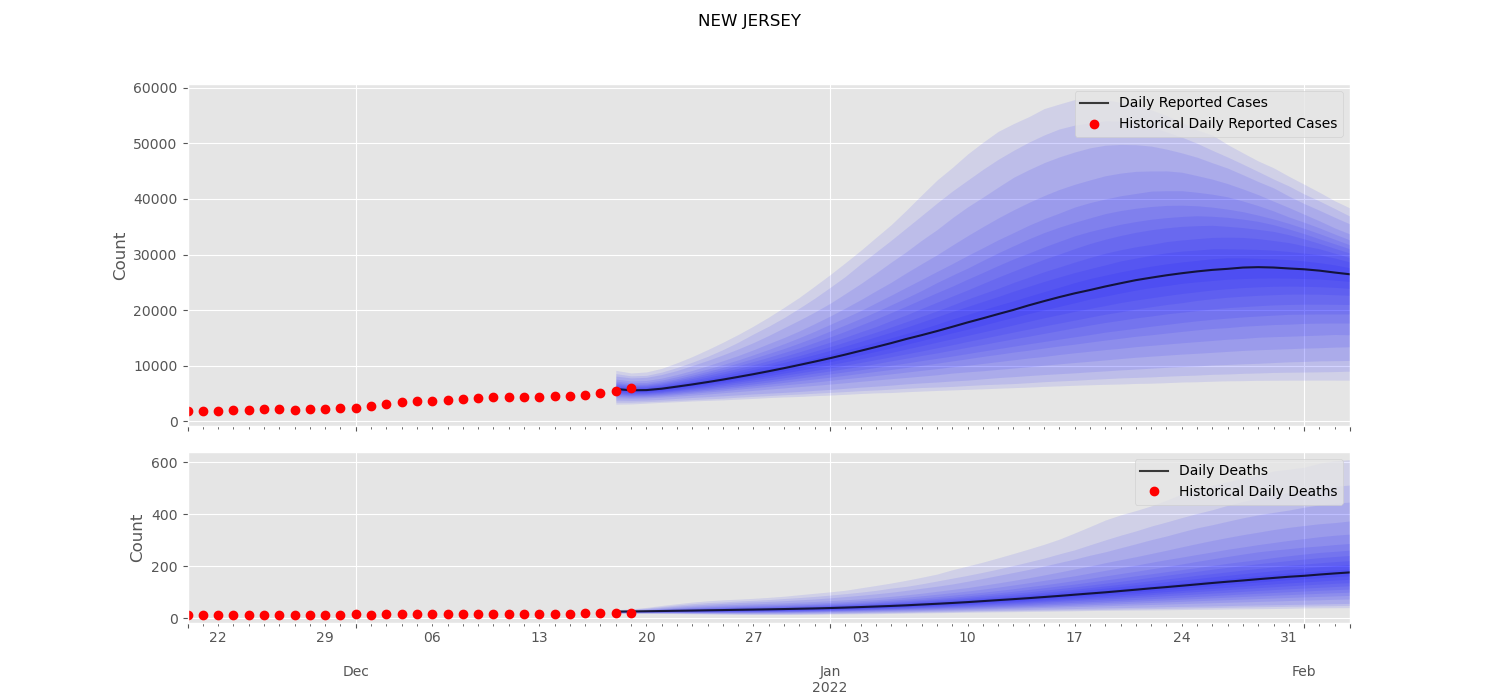 NEW JERSEY
60000
50000
40000
30000
20000
10000
0
Count
Daily Reported Cases
Historical Daily Reported Cases
600
400
200
0
Count
Daily Deaths
Historical Daily Deaths
22 29 06 13 20 27 03 10 17 24 31
Dec Jan Feb
2022